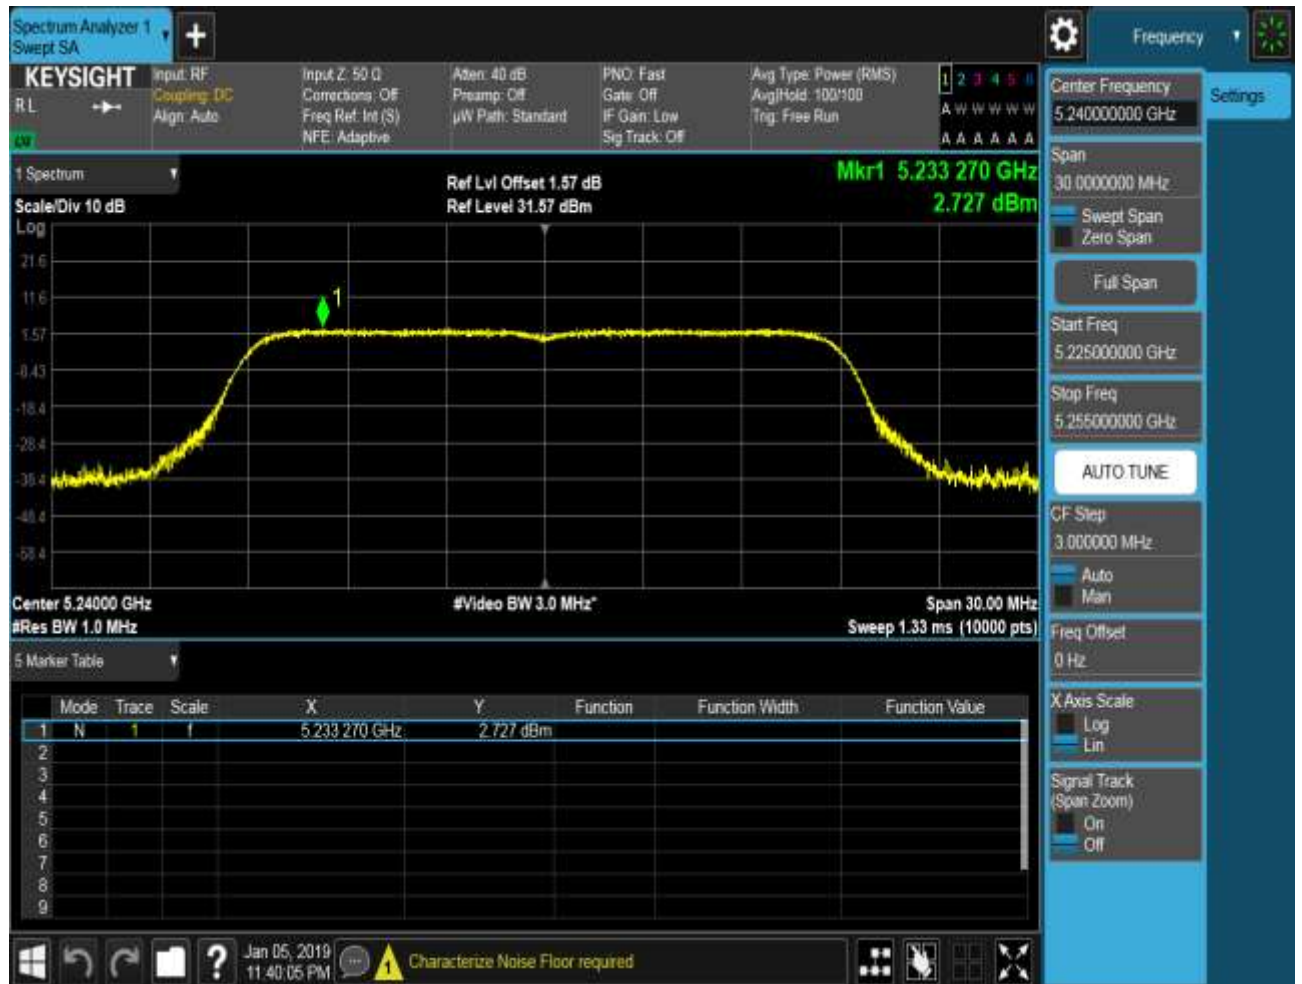 Spectrum Analyzer 1
Swept SA
Frequency
KEYSIGHT
RL
Input: RF
Coupling: DC
Align: Auto
Input Z: 50 Ω
Corrections: Off
Freq Ref: Int (S)
NFE: Adaptive
Atten: 40 dB
Preamp: Off
µW Path: Standard
PNO: Fast
Gate: Off
IF Gain: Low
Sig Track: Off
Avg Type: Power (RMS)
Avg|Hold: 100/100
Trig: Free Run
1 2 3 4 5 6
A W W W W W
A A A A A A
1 Spectrum
Scale/Div 10 dB
Log
Ref Lvl Offset 1.57 dB
Ref Level 31.57 dBm
Mkr1 5.233 270 GHz
2.727 dBm
21.6
11.6
1.57
-8.43
-18.4
-28.4
-38.4
-48.4
-58.4
1
Center 5.24000 GHz
#Res BW 1.0 MHz
#Video BW 3.0 MHz*
Span 30.00 MHz
Sweep 1.33 ms (10000 pts)
5 Marker Table
Mode Trace Scale X Y Function Function Width Function Value
1 N 1 f 5.233 270 GHz 2.727 dBm
2
3
4
5
6
7
8
9
Center Frequency
5.240000000 GHz
Settings
Span
30.0000000 MHz
Swept Span
Zero Span
Full Span
Start Freq
5.225000000 GHz
Stop Freq
5.255000000 GHz
AUTO TUNE
CF Step
3.000000 MHz
Auto
Man
Freq Offset
0 Hz
X Axis Scale
Log
Lin
Signal Track
(Span Zoom)
On
Off
?
Jan 05, 2019
11:40:05 PM
1
Characterize Noise Floor required